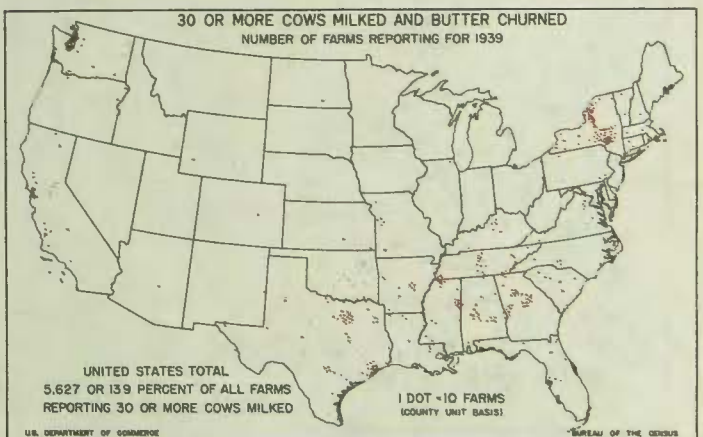 30 OR MORE COWS MILKED AND BUTTER CHURNED
NUMBER OF FARMS REPORTING FOR 1939
UNITED STATES TOTAL
5,627 OR 139 PERCENT OF ALL FARMS
REPORTING 30 OR MORE COWS MILKED
1 DOT = 10 FARMS
(COUNTY UNIT BASIS)
U.S. DEPARTMENT OF COMMERCE
BUREAU OF THE CENSUS